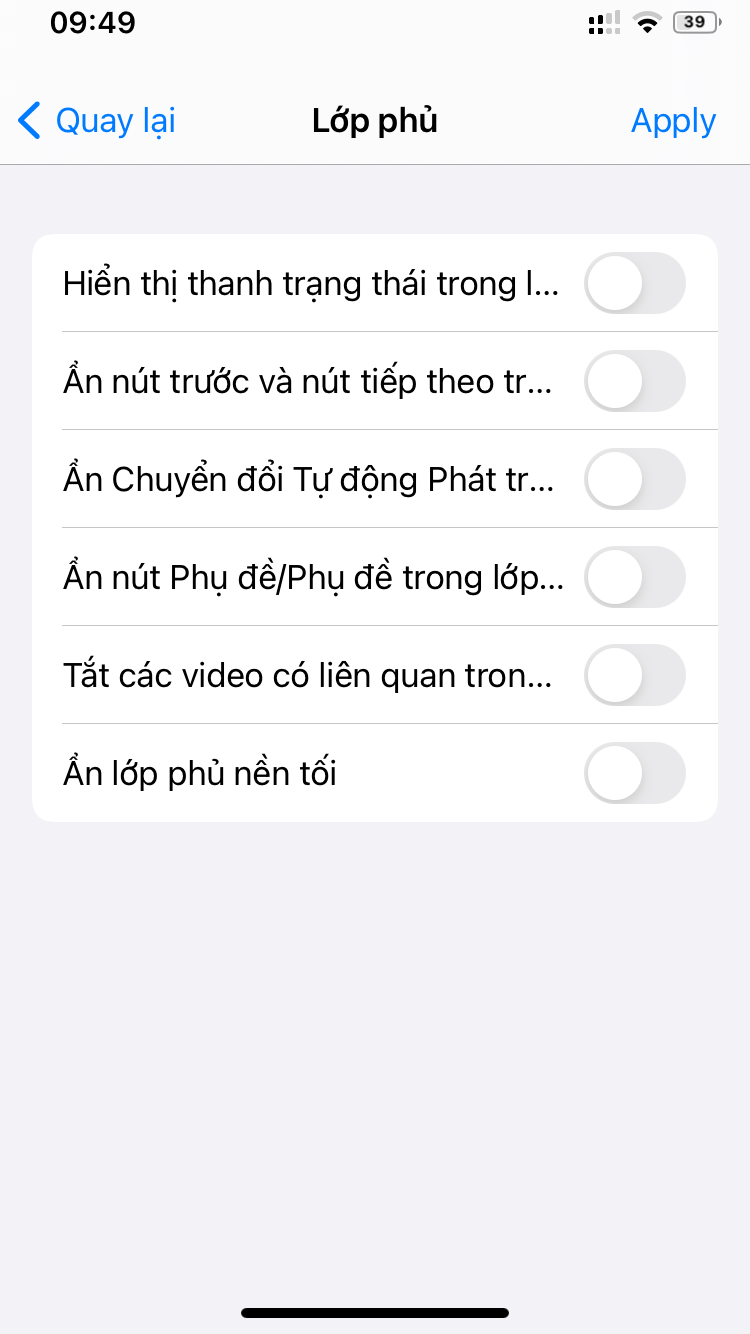 09:49
39
Quay lại
Lớp phủ
Apply
Hiển thị thanh trạng thái trong l...
Ẩn nút trước và nút tiếp theo tr...
Ẩn Chuyển đổi Tự động Phát tr...
Ẩn nút Phụ đề/Phụ đề trong lớp...
Tắt các video có liên quan tron...
Ẩn lớp phủ nền tối